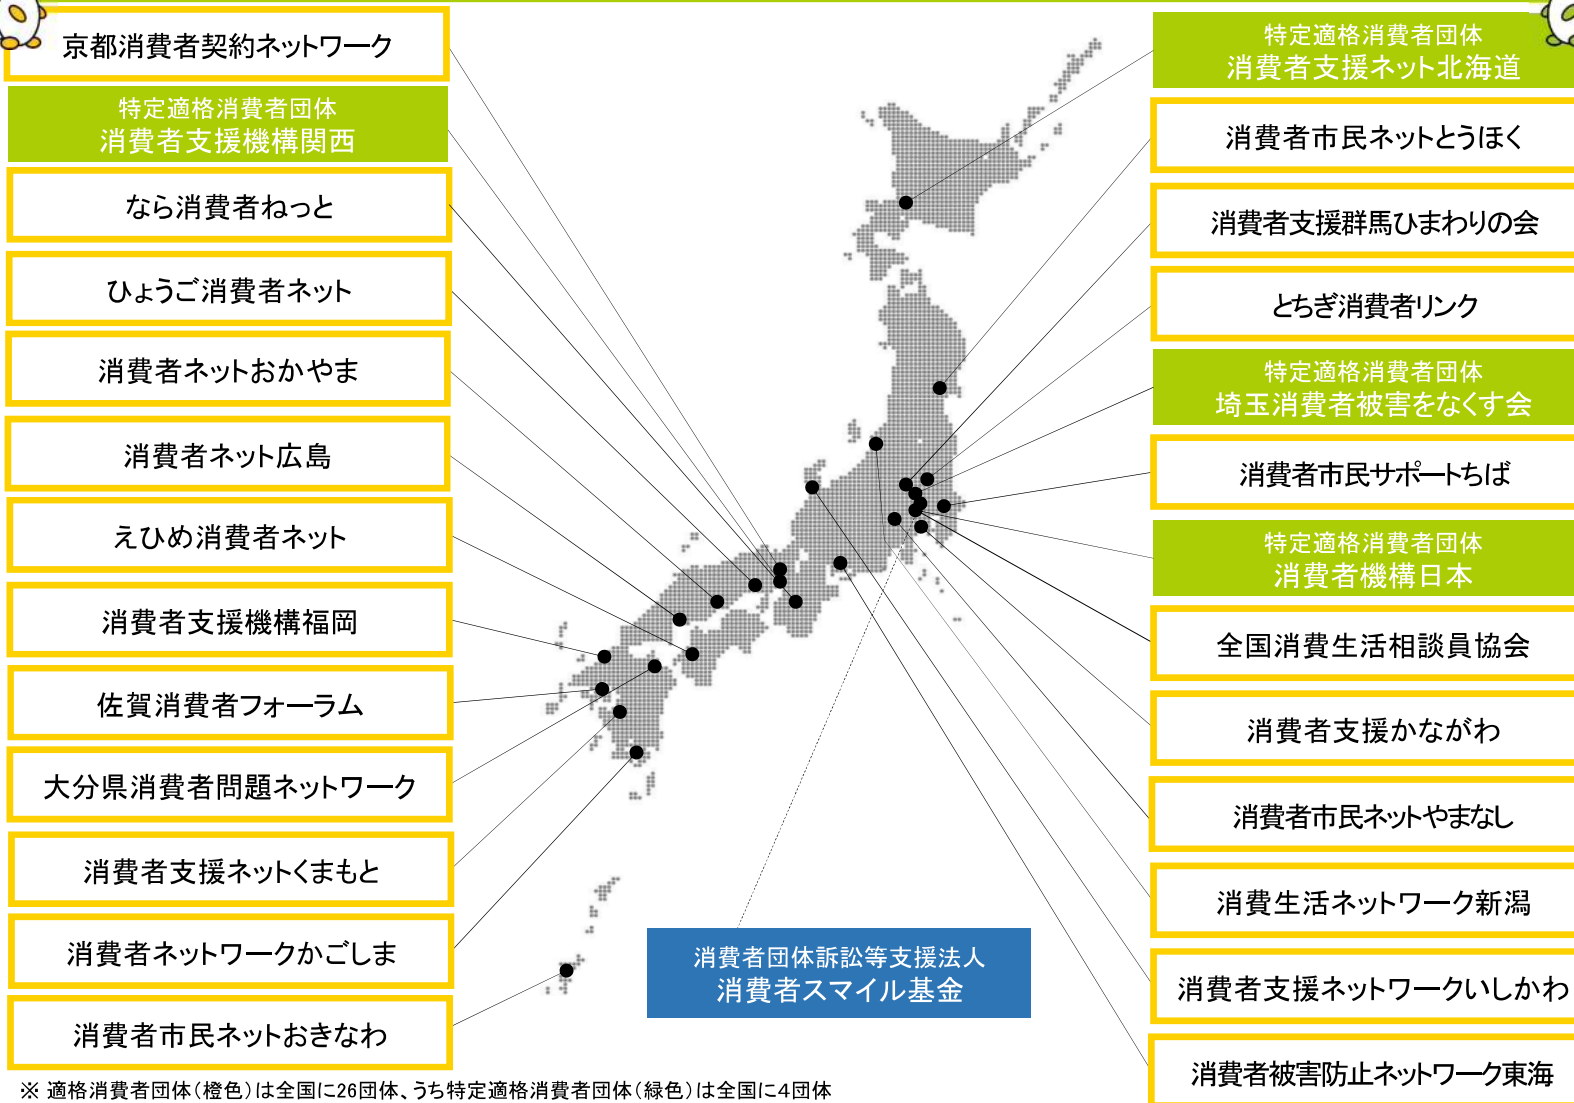 京都消費者契約ネットワーク
特定適格消費者団体
消費者支援機構関西
なら消費者ねっと
ひょうご消費者ネット
消費者ネットおかやま
消費者ネット広島
えひめ消費者ネット
消費者支援機構福岡
佐賀消費者フォーラム
大分県消費者問題ネットワーク
消費者支援ネットくまもと
消費者ネットワークかごしま
消費者市民ネットおきなわ
特定適格消費者団体
消費者支援ネット北海道
消費者市民ネットとうほく
消費者支援群馬ひまわりの会
とちぎ消費者リンク
特定適格消費者団体
埼玉消費者被害をなくす会
消費者市民サポートちば
特定適格消費者団体
消費者機構日本
全国消費生活相談員協会
消費者支援かながわ
消費者市民ネットやまなし
消費生活ネットワーク新潟
消費者支援ネットワークいしかわ
消費者被害防止ネットワーク東海
消費者団体訴訟等支援法人
消費者スマイル基金
※ 適格消費者団体（橙色）は全国に26団体、うち特定適格消費者団体（緑色）は全国に4団体